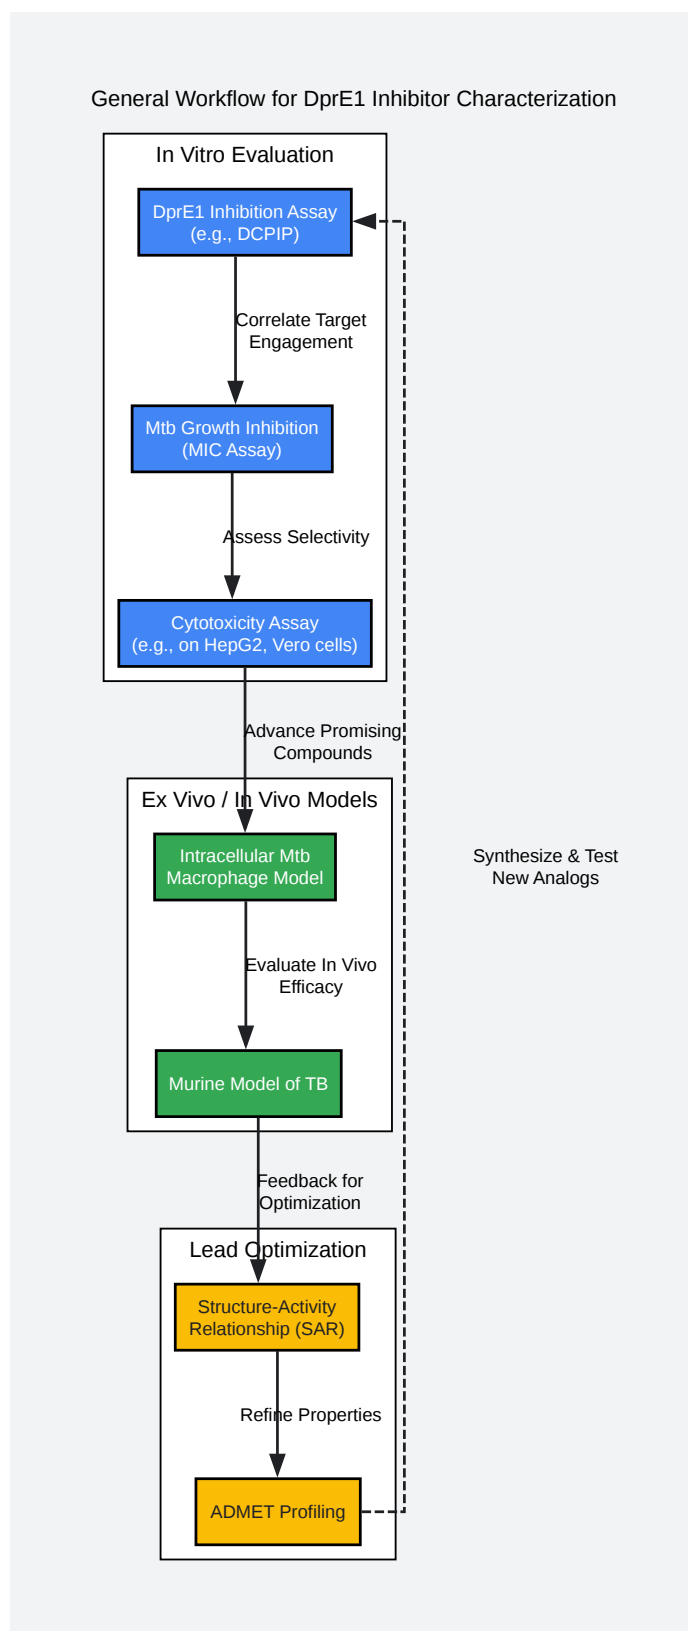 General Workflow for DprE1 Inhibitor Characterization
In Vitro Evaluation
DprE1 Inhibition Assay
(e.g., DCPIP)
Correlate Target
Engagement
Mtb Growth Inhibition
(MIC Assay)
Assess Selectivity
Cytotoxicity Assay
(e.g., on HepG2, Vero cells)
Advance Promising
Compounds
Ex Vivo / In Vivo Models
Intracellular Mtb
Macrophage Model
Synthesize & Test
New Analogs
Evaluate In Vivo
Efficacy
Murine Model of TB
Feedback for
Optimization
Lead Optimization
Structure-Activity
Relationship (SAR)
Refine Properties
ADMET Profiling